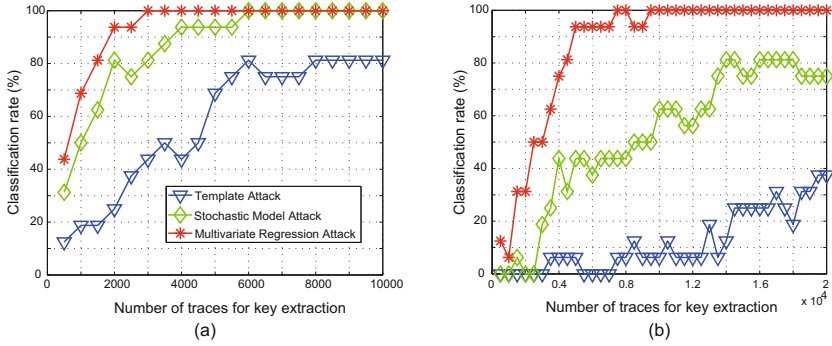 100
80
60
40
20
0
Classification rate (%)
0
2000
4000
6000
8000
10000
Number of traces for key extraction
Template Attack
Stochastic Model Attack
Multivariate Regression Attack
(a)
100
80
60
40
20
0
Classification rate (%)
0
0.4
0.8
1.2
1.6
2
x 10^4
Number of traces for key extraction
(b)